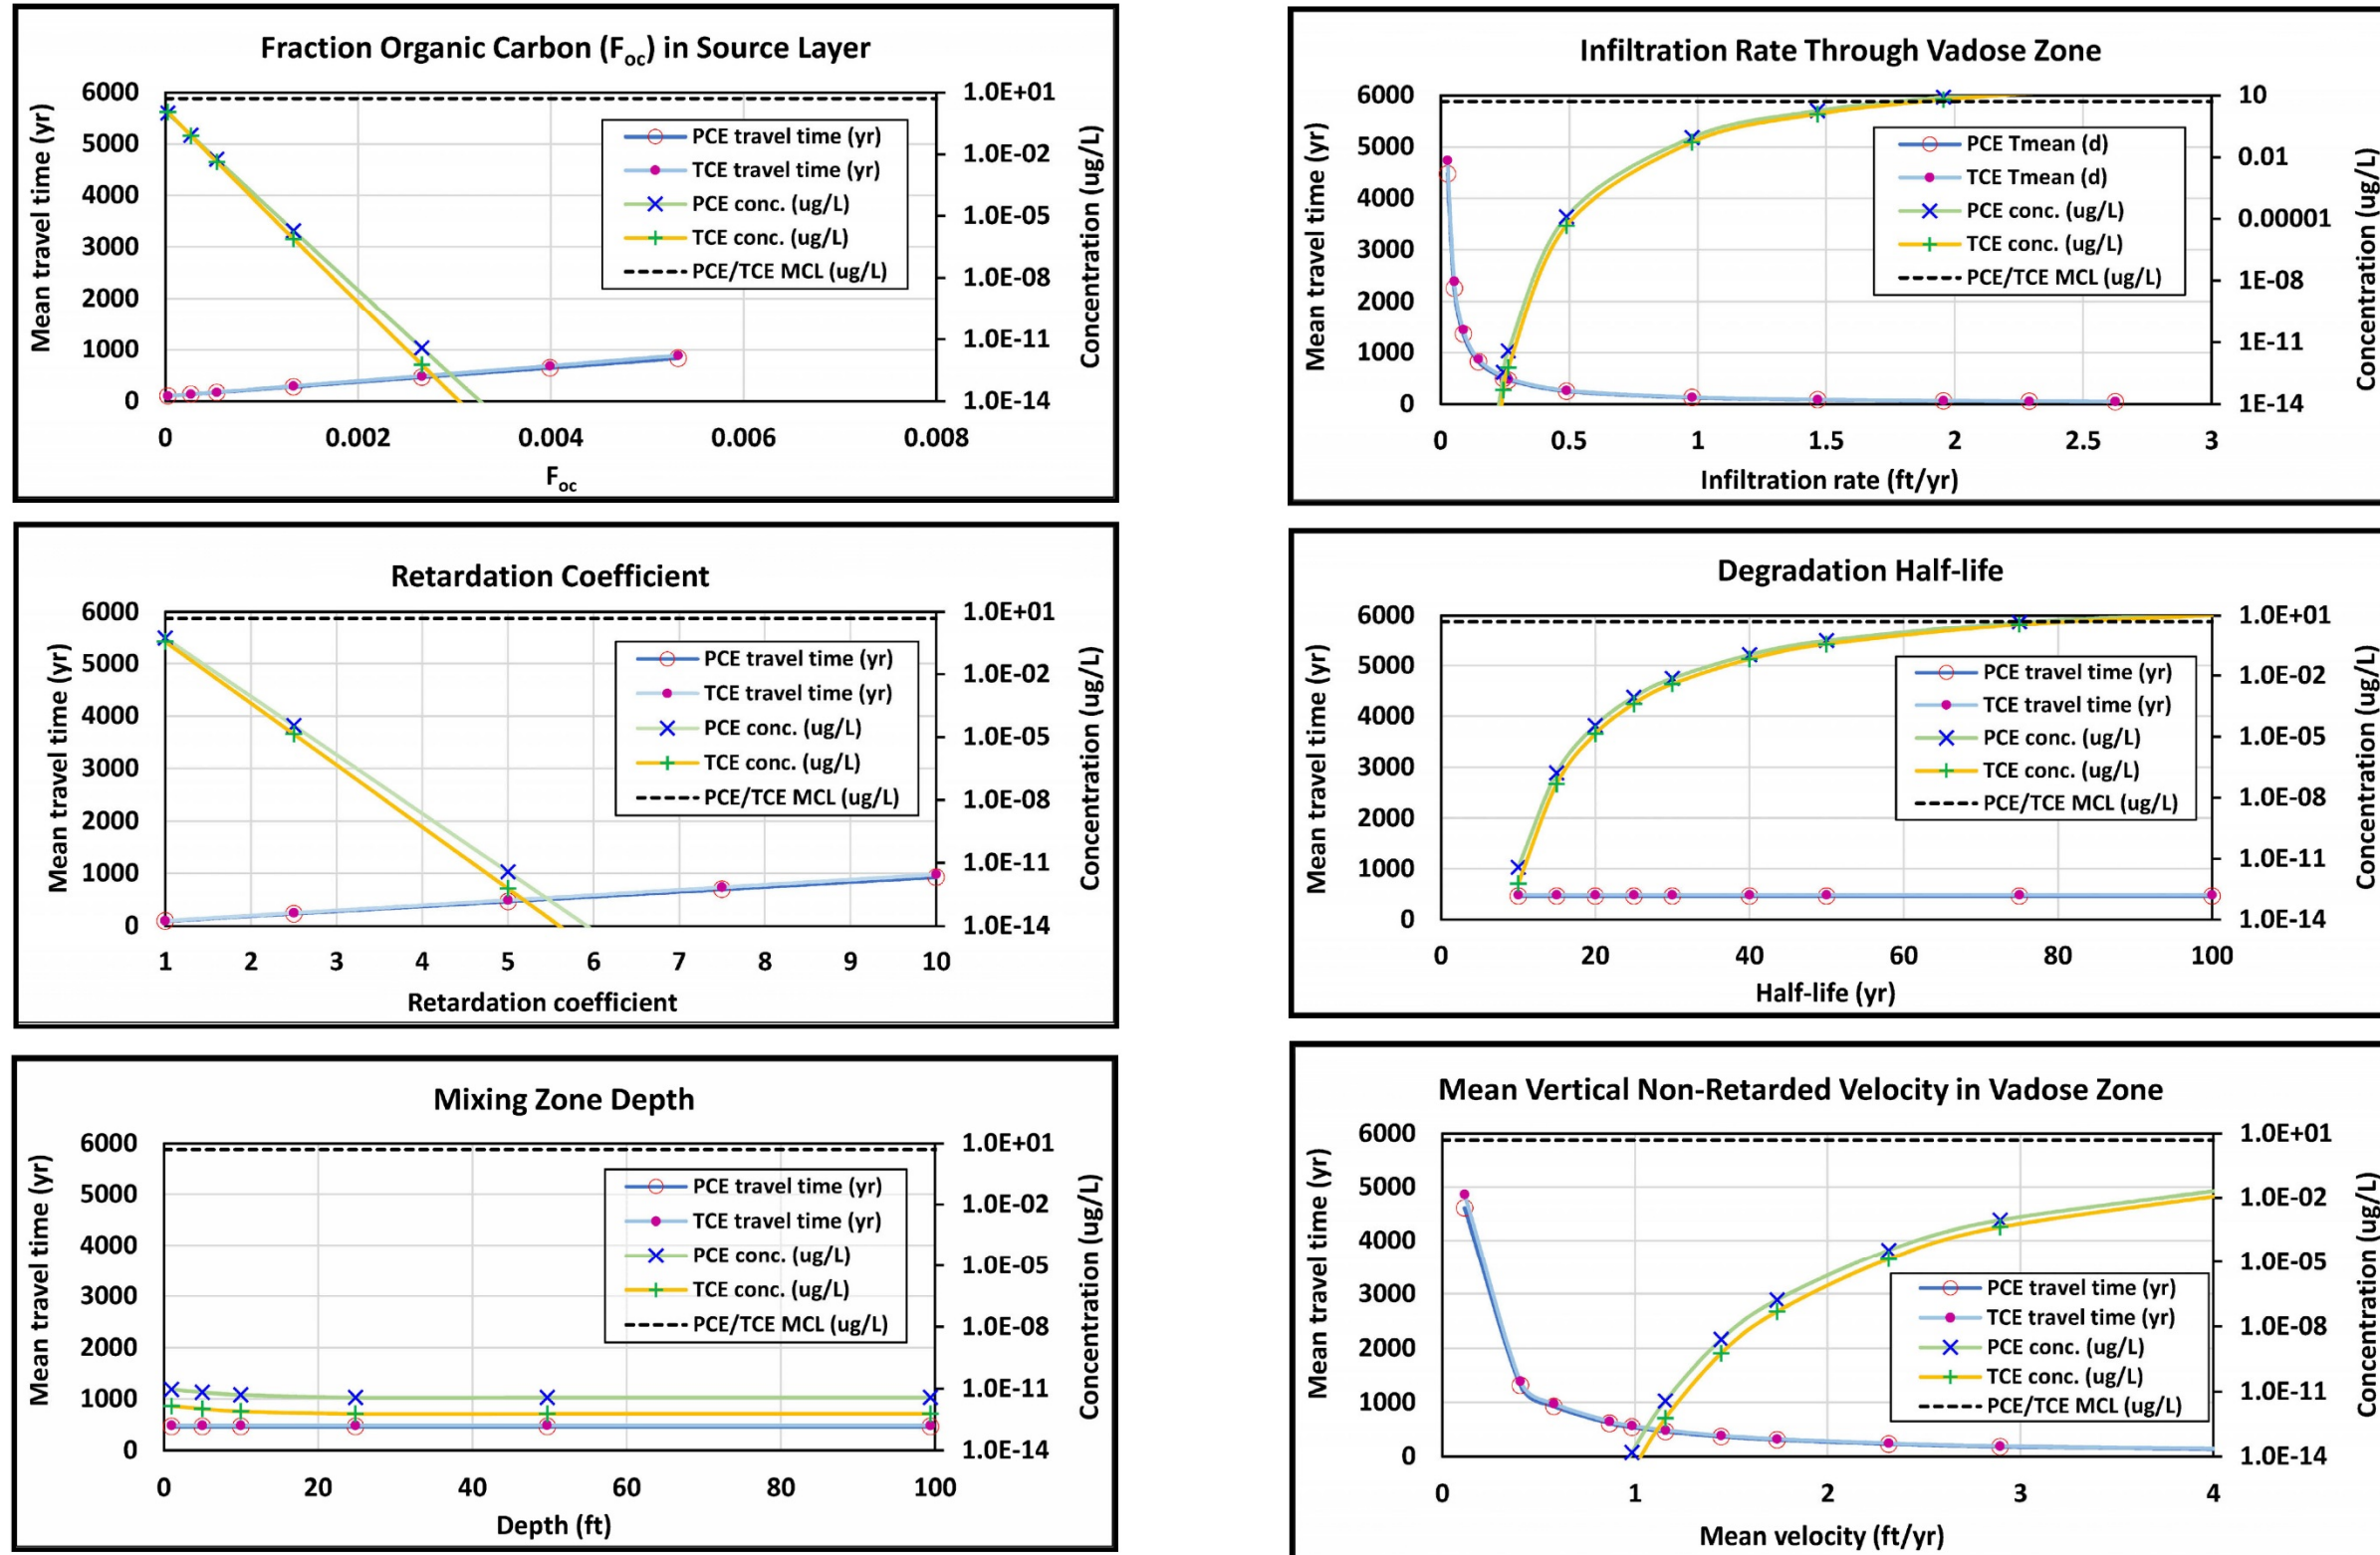 Fraction Organic Carbon (Foc) in Source Layer
Mean travel time (yr)
6000
5000
4000
3000
2000
1000
0
PCE travel time (yr)
TCE travel time (yr)
PCE conc. (ug/L)
TCE conc. (ug/L)
PCE/TCE MCL (ug/L)
1.0E+01
1.0E-02
1.0E-05
1.0E-08
1.0E-11
1.0E-14
Concentration (ug/L)
0 0.002 0.004 0.006 0.008
Foc
Infiltration Rate Through Vadose Zone
Mean travel time (yr)
6000
5000
4000
3000
2000
1000
0
PCE Tmean (d)
TCE Tmean (d)
PCE conc. (ug/L)
TCE conc. (ug/L)
PCE/TCE MCL (ug/L)
10
0.01
0.00001
1E-08
1E-11
1E-14
Concentration (ug/L)
0 0.5 1 1.5 2 2.5 3
Infiltration rate (ft/yr)
Retardation Coefficient
Mean travel time (yr)
6000
5000
4000
3000
2000
1000
0
PCE travel time (yr)
TCE travel time (yr)
PCE conc. (ug/L)
TCE conc. (ug/L)
PCE/TCE MCL (ug/L)
1.0E+01
1.0E-02
1.0E-05
1.0E-08
1.0E-11
1.0E-14
Concentration (ug/L)
1 2 3 4 5 6 7 8 9 10
Retardation coefficient
Degradation Half-life
Mean travel time (yr)
6000
5000
4000
3000
2000
1000
0
PCE travel time (yr)
TCE travel time (yr)
PCE conc. (ug/L)
TCE conc. (ug/L)
PCE/TCE MCL (ug/L)
1.0E+01
1.0E-02
1.0E-05
1.0E-08
1.0E-11
1.0E-14
Concentration (ug/L)
0 20 40 60 80 100
Half-life (yr)
Mixing Zone Depth
Mean travel time (yr)
6000
5000
4000
3000
2000
1000
0
PCE travel time (yr)
TCE travel time (yr)
PCE conc. (ug/L)
TCE conc. (ug/L)
PCE/TCE MCL (ug/L)
1.0E+01
1.0E-02
1.0E-05
1.0E-08
1.0E-11
1.0E-14
Concentration (ug/L)
0 20 40 60 80 100
Depth (ft)
Mean Vertical Non-Retarded Velocity in Vadose Zone
Mean travel time (yr)
6000
5000
4000
3000
2000
1000
0
PCE travel time (yr)
TCE travel time (yr)
PCE conc. (ug/L)
TCE conc. (ug/L)
PCE/TCE MCL (ug/L)
1.0E+01
1.0E-02
1.0E-05
1.0E-08
1.0E-11
1.0E-14
Concentration (ug/L)
0 1 2 3 4
Mean velocity (ft/yr)